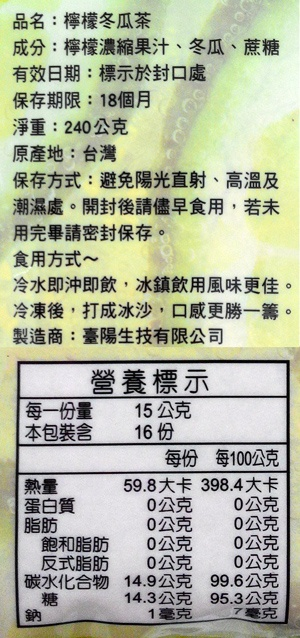 品名：檸檬冬瓜茶
成分：檸檬濃縮果汁、冬瓜、蔗糖
有效日期：標示於封口處
保存期限：18個月
淨重：240公克
原產地：台灣
保存方式：避免陽光直射、高溫及
潮濕處。開封後請儘早食用，若未
用完畢請密封保存。
食用方式～
冷水即沖即飲，冰鎮飲用風味更佳。
冷凍後，打成冰沙，口感更勝一籌。
製造商：臺陽生技有限公司
營養標示
每一份量 15公克
本包裝含 16份
每份 每100公克
熱量 59.8大卡 398.4大卡
蛋白質 0公克 0公克
脂肪 0公克 0公克
飽和脂肪 0公克 0公克
反式脂肪 0公克 0公克
碳水化合物 14.9公克 99.6公克
糖 14.3公克 95.3公克
鈉 1毫克 7毫克